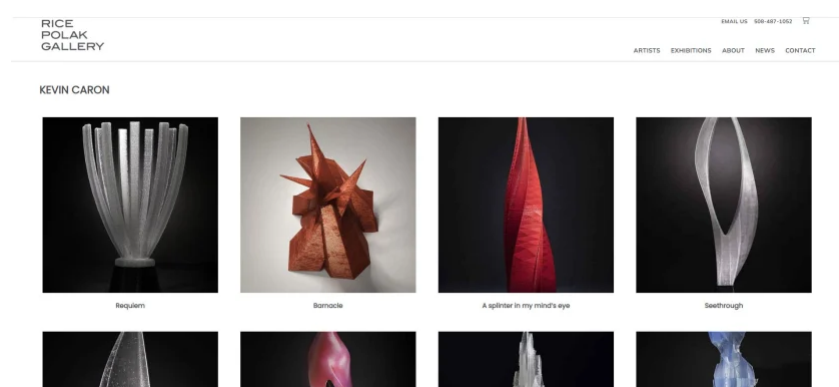 RICE
POLAK
GALLERY
EMAIL US 508-487-1052
ARTISTS EXHIBITIONS ABOUT NEWS CONTACT
KEVIN CARON
Requiem
Barnacle
A splinter in my mind's eye
Seethrough